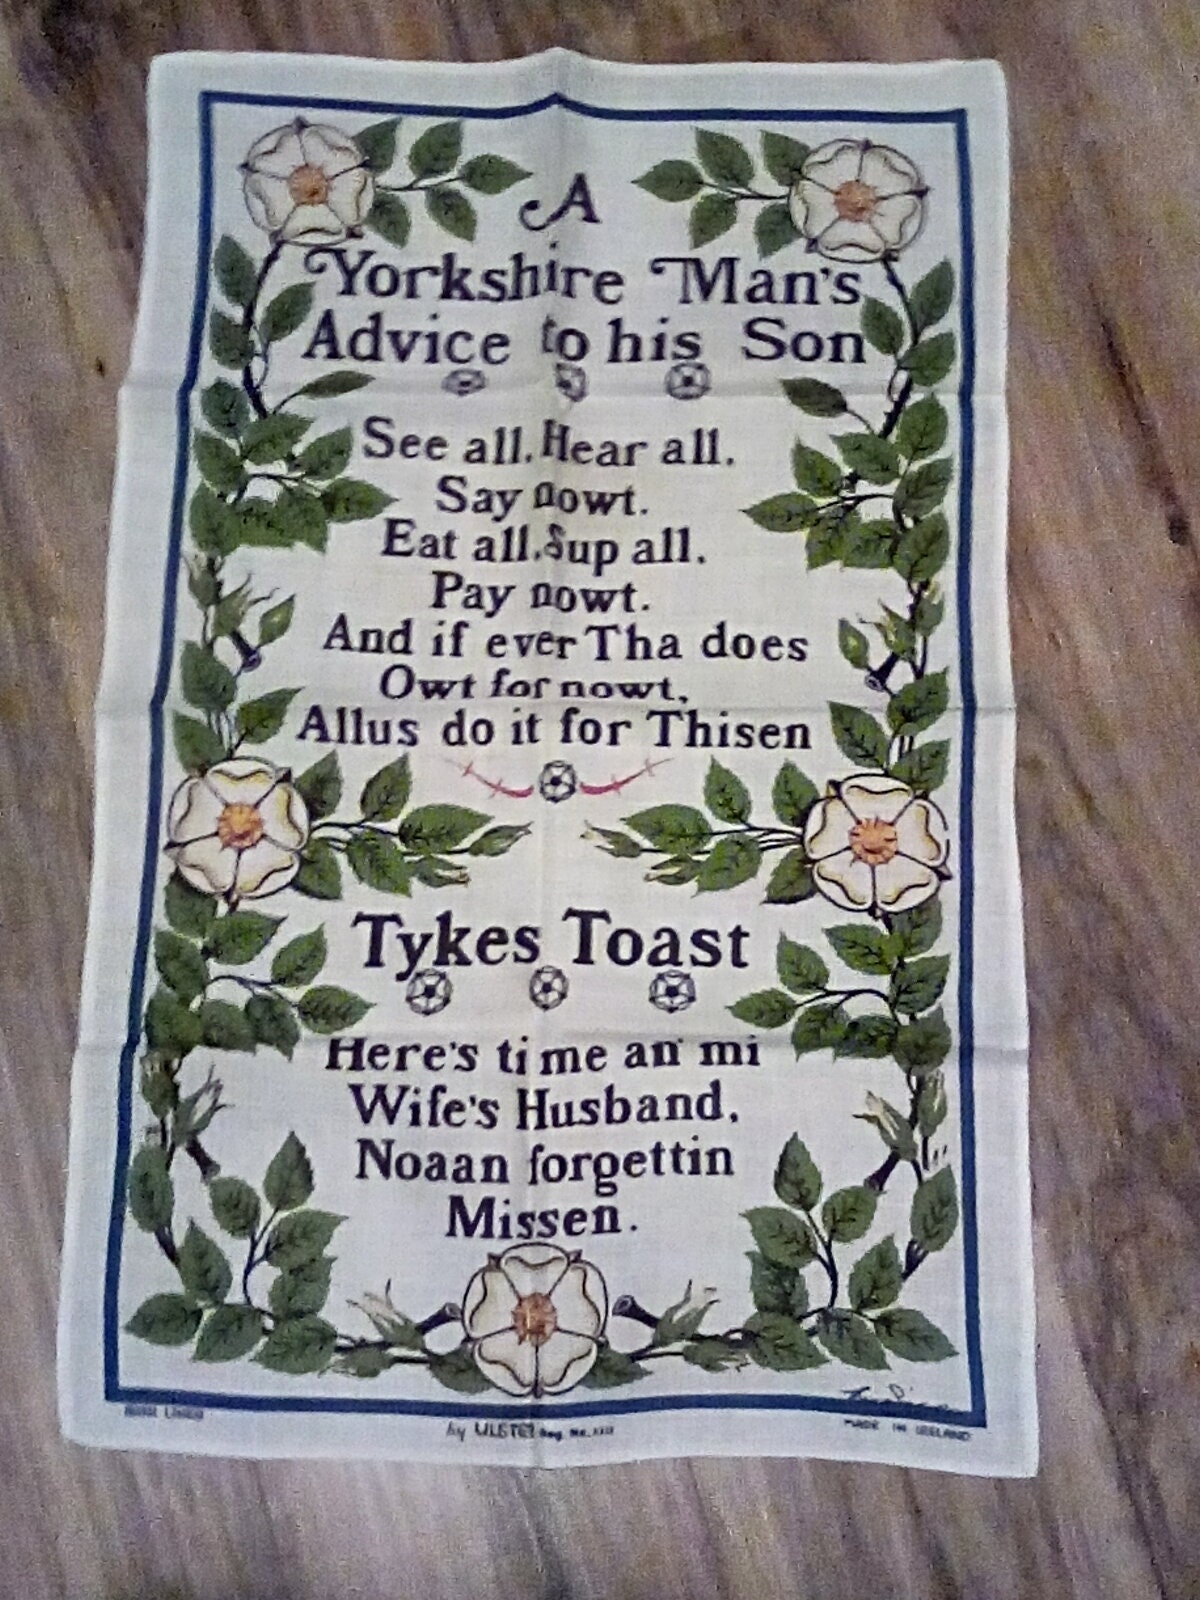 A
Yorkshire Man's
Advice to his Son
See all. Hear all.
Say nowt.
Eat all. Sup all.
Pay nowt.
And if ever Tha does
Owt for nowt,
Allus do it for Thisen
Tykes Toast
Here's ti me an' mi
Wife's Husband,
Noaan forgettin
Missen.
by ULSTER Reg. No.
MADE IN IRELAND